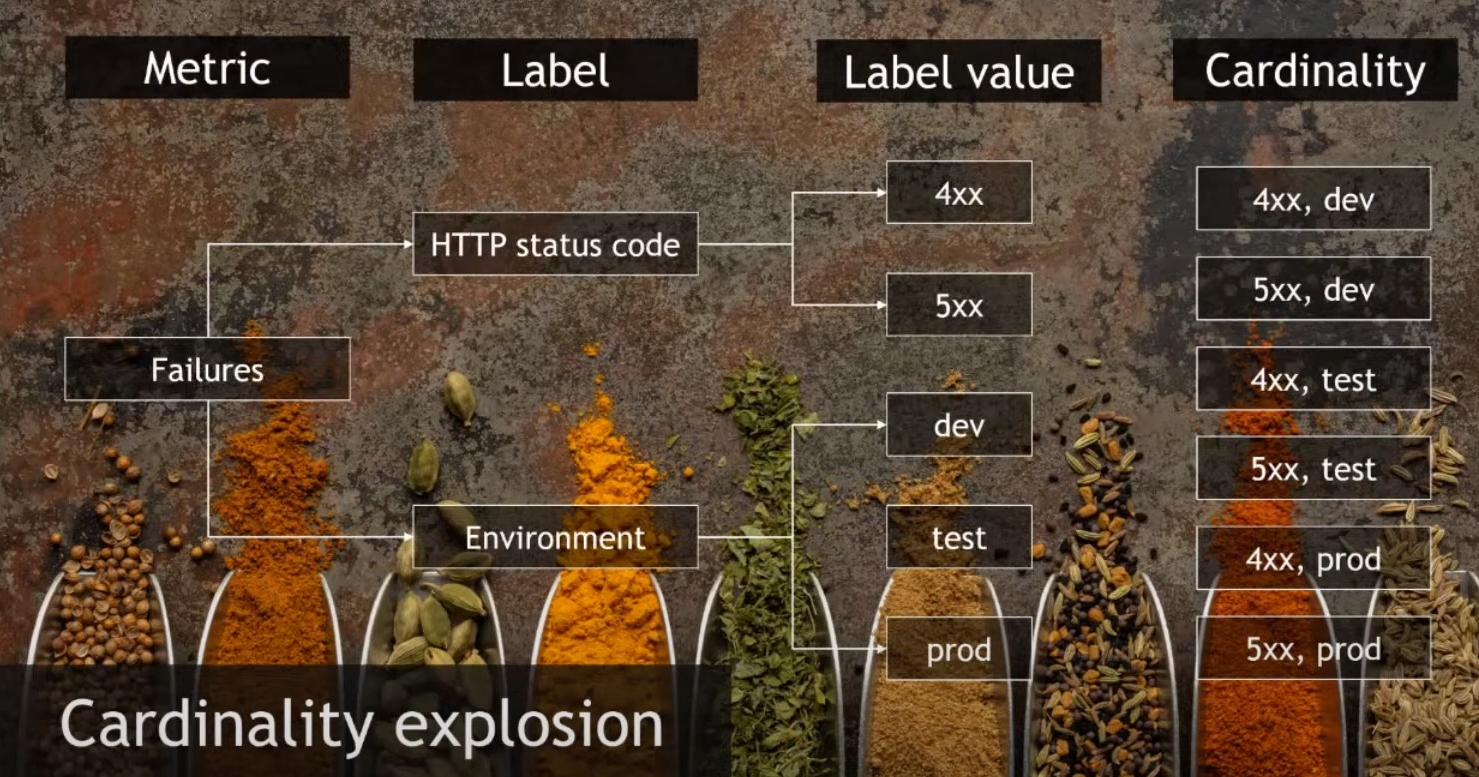 Metric
Label
Label value
Cardinality
Failures
HTTP status code
Environment
4xx
5xx
dev
test
prod
4xx, dev
5xx, dev
4xx, test
5xx, test
4xx, prod
5xx, prod
Cardinality explosion